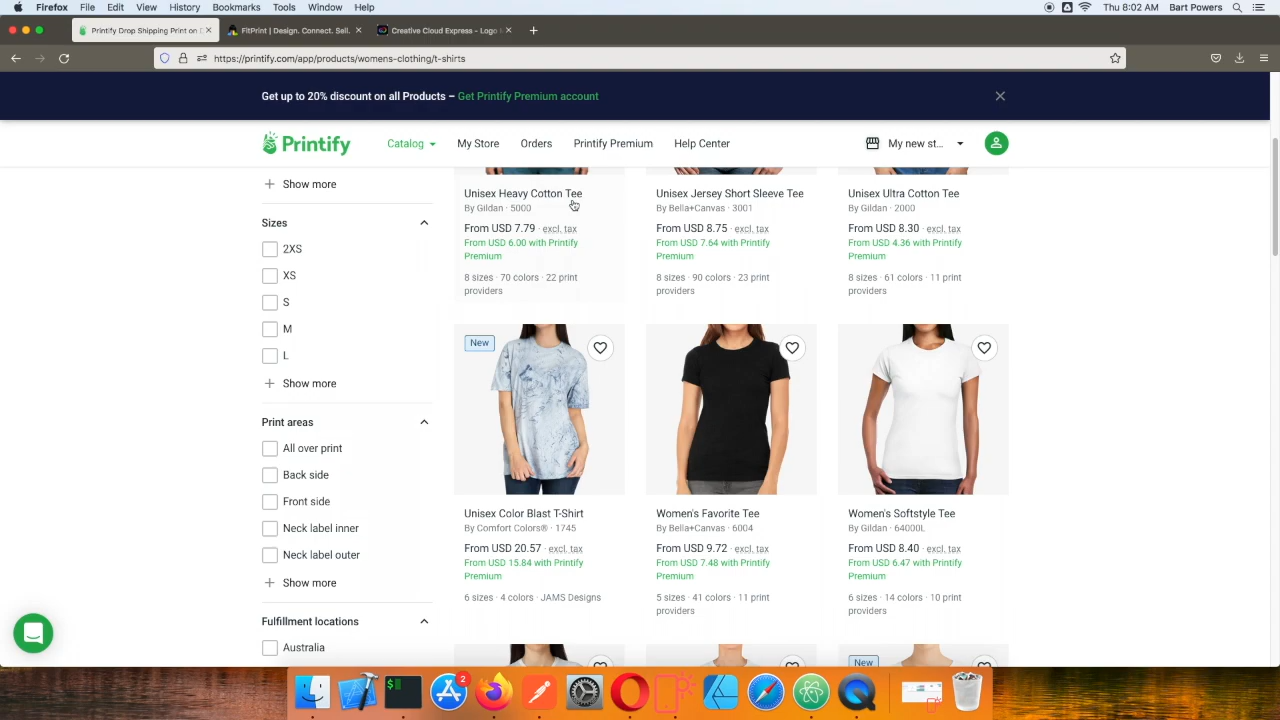 Firefox File Edit View History Bookmarks Tools Window Help Thu 8:02 AM Bart Powers
Printify Drop Shipping Print on D
FitPrint | Design. Connect. Sell.
Creative Cloud Express - Logo
https://printify.com/app/products/womens-clothing/t-shirts
Get up to 20% discount on all Products – Get Printify Premium account
Printify Catalog My Store Orders Printify Premium Help Center My new st...
Show more
Sizes
2XS
XS
S
M
L
Show more
Print areas
All over print
Back side
Front side
Neck label inner
Neck label outer
Show more
Fulfillment locations
Australia
Unisex Heavy Cotton Tee
By Gildan · 5000
From USD 7.79 · excl. tax
From USD 6.00 with Printify
Premium
8 sizes · 70 colors · 22 print
providers
Unisex Jersey Short Sleeve Tee
By Bella+Canvas · 3001
From USD 8.75 · excl. tax
From USD 7.64 with Printify
Premium
8 sizes · 90 colors · 23 print
providers
Unisex Ultra Cotton Tee
By Gildan · 2000
From USD 8.30 · excl. tax
From USD 4.36 with Printify
Premium
8 sizes · 61 colors · 11 print
providers
New
Unisex Color Blast T-Shirt
By Comfort Colors® · 1745
From USD 20.57 · excl. tax
From USD 15.84 with Printify
Premium
6 sizes · 4 colors · JAMS Designs
Women's Favorite Tee
By Bella+Canvas · 6004
From USD 9.72 · excl. tax
From USD 7.48 with Printify
Premium
5 sizes · 41 colors · 11 print
providers
Women's Softstyle Tee
By Gildan · 64000L
From USD 8.40 · excl. tax
From USD 6.47 with Printify
Premium
6 sizes · 14 colors · 10 print
providers
New
$
2